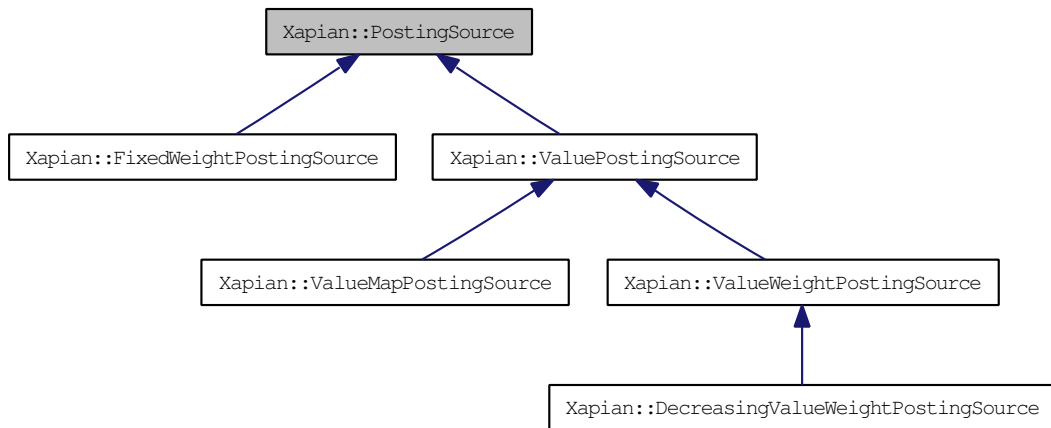 Xapian::PostingSource
Xapian::FixedWeightPostingSource
Xapian::ValuePostingSource
Xapian::ValueMapPostingSource
Xapian::ValueWeightPostingSource
Xapian::DecreasingValueWeightPostingSource